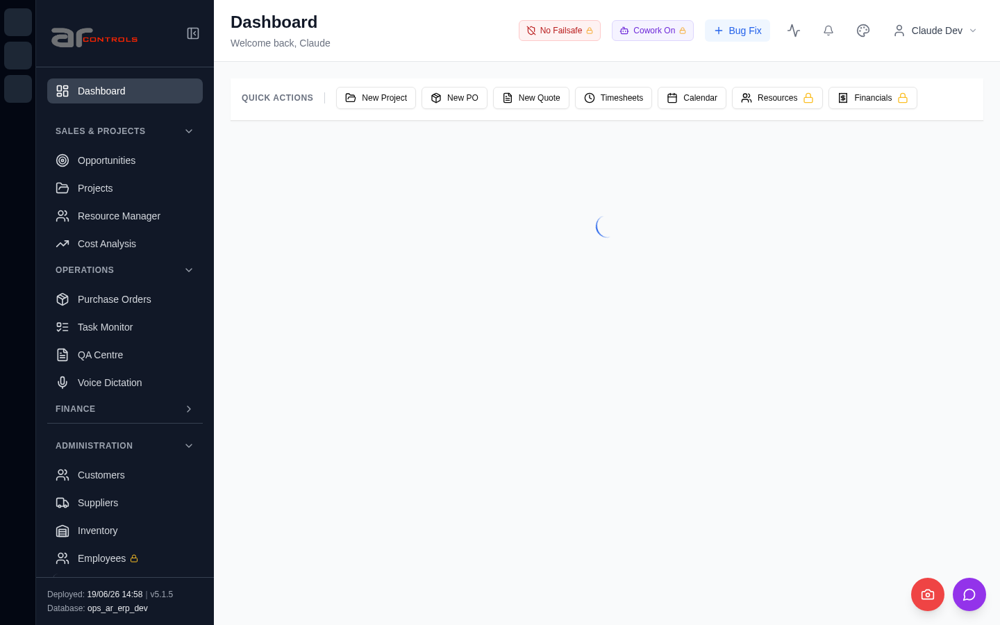 ar CONTROLS
Dashboard
SALES & PROJECTS
Opportunities
Projects
Resource Manager
Cost Analysis
OPERATIONS
Purchase Orders
Task Monitor
QA Centre
Voice Dictation
FINANCE
ADMINISTRATION
Customers
Suppliers
Inventory
Employees
Deployed: 19/06/26 14:58 | v5.1.5
Database: ops_ar_erp_dev
Dashboard
Welcome back, Claude
No Failsafe
Cowork On
Bug Fix
Claude Dev
QUICK ACTIONS
New Project
New PO
New Quote
Timesheets
Calendar
Resources
Financials